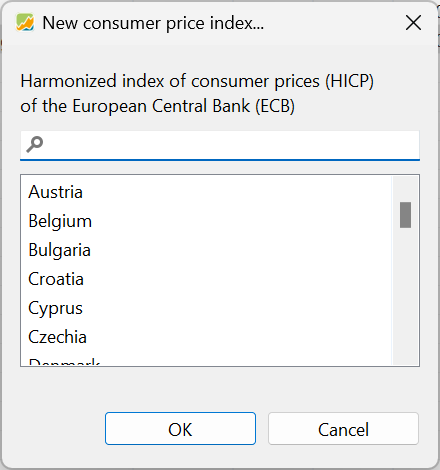 New consumer price index...
Harmonized index of consumer prices (HICP)
of the European Central Bank (ECB)
Austria
Belgium
Bulgaria
Croatia
Cyprus
Czechia
Denmark
OK
Cancel